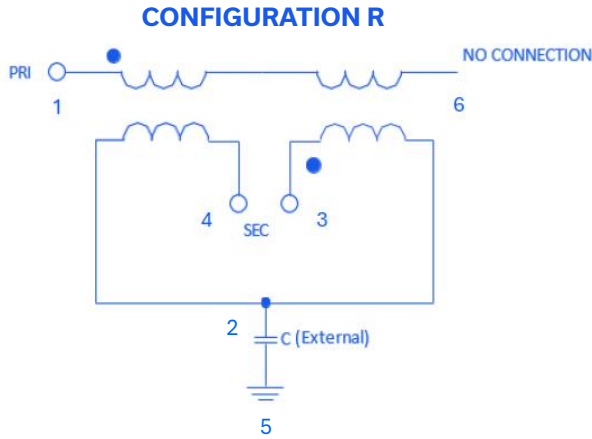 CONFIGURATION R
PRI
NO CONNECTION
1
6
4
3
SEC
2
C (External)
5